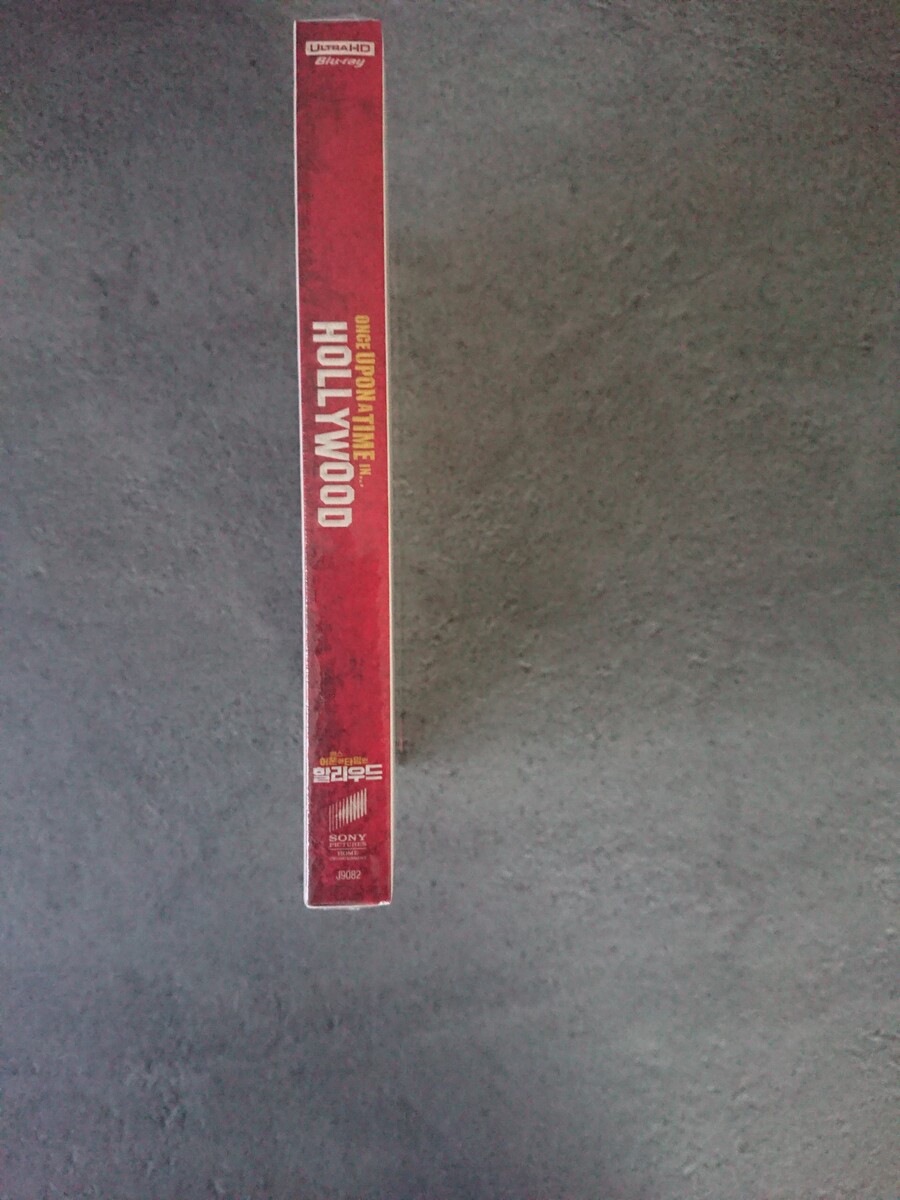 ULTRA HD
Blu-ray
ONCE UPON A TIME IN...
HOLLYWOOD
원스
어폰 어 타임 인
할리우드
SONY
PICTURES
HOME
J9082